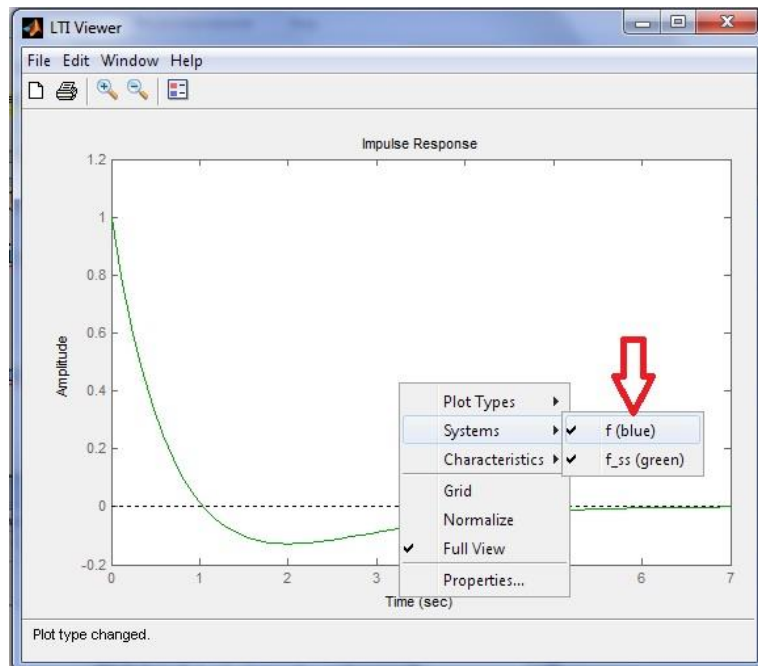 LTI Viewer
File Edit Window Help
Impulse Response
1.2
1
0.8
0.6
0.4
0.2
0
-0.2
Amplitude
0 1 2 3 6 7
Time (sec)
Plot Types
Systems
Characteristics
Grid
Normalize
Full View
Properties...
f (blue)
f_ss (green)
Plot type changed.